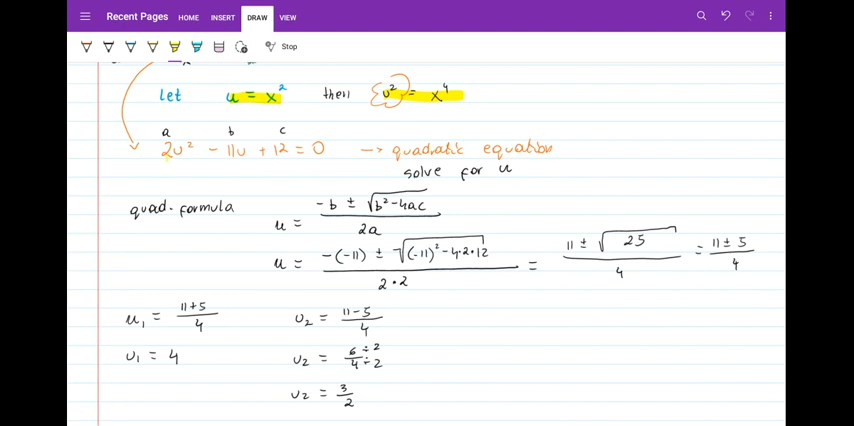 Recent Pages HOME INSERT DRAW VIEW
Stop
let u = x² then u² = x⁴
a b c
2u² - 11u + 12 = 0 → quadratic equation
solve for u
quad. formula u = (-b ± √(b² - 4ac)) / 2a
u = (-(-11) ± √((-11)² - 4·2·12)) / (2 • 2) = (11 ± √25) / 4 = (11 ± 5) / 4
u₁ = (11+5) / 4 u₂ = (11-5) / 4
u₁ = 4 u₂ = (6 ÷ 2) / (4 ÷ 2)
u₂ = 3/2